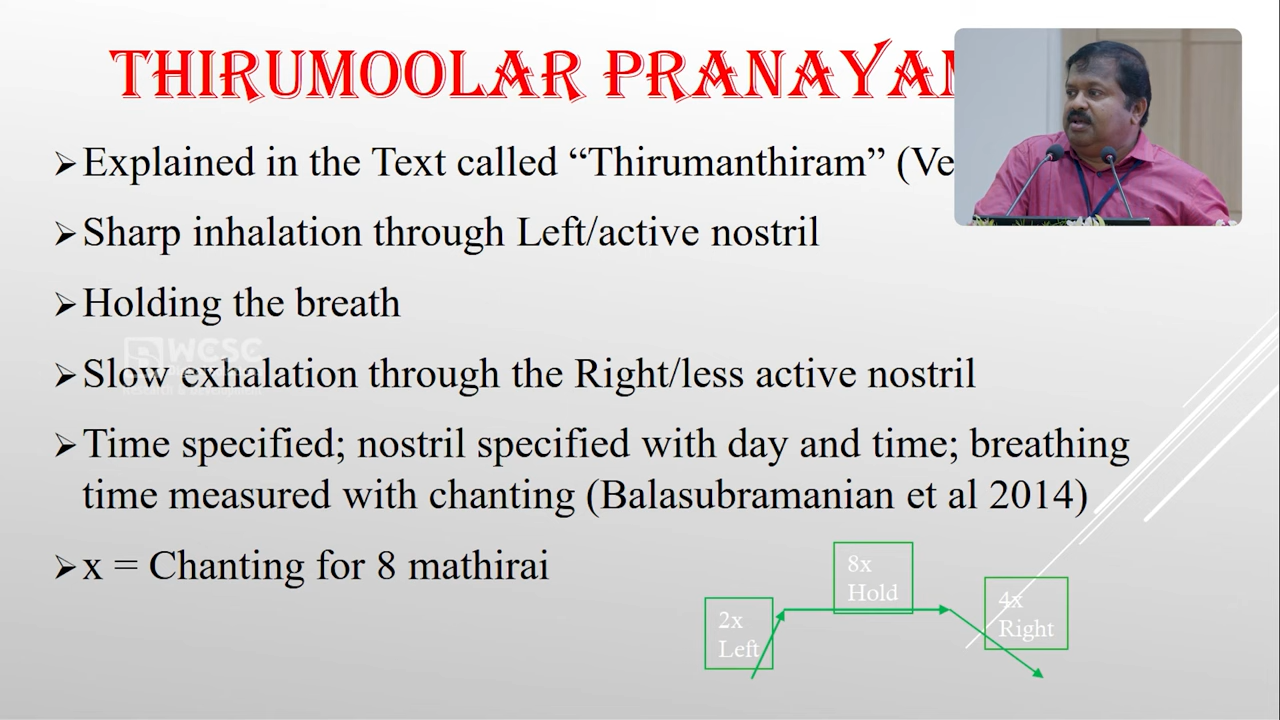 THIRUMOOLAR PRANAYA
➢Explained in the Text called “Thirumanthiram” (Ve
➢Sharp inhalation through Left/active nostril
➢Holding the breath
➢Slow exhalation through the Right/less active nostril
WCSC
➢Time specified; nostril specified with day and time; breathing
time measured with chanting (Balasubramanian et al 2014)
➢x = Chanting for 8 mathirai
8x
Hold
2x
Left
4x
Right